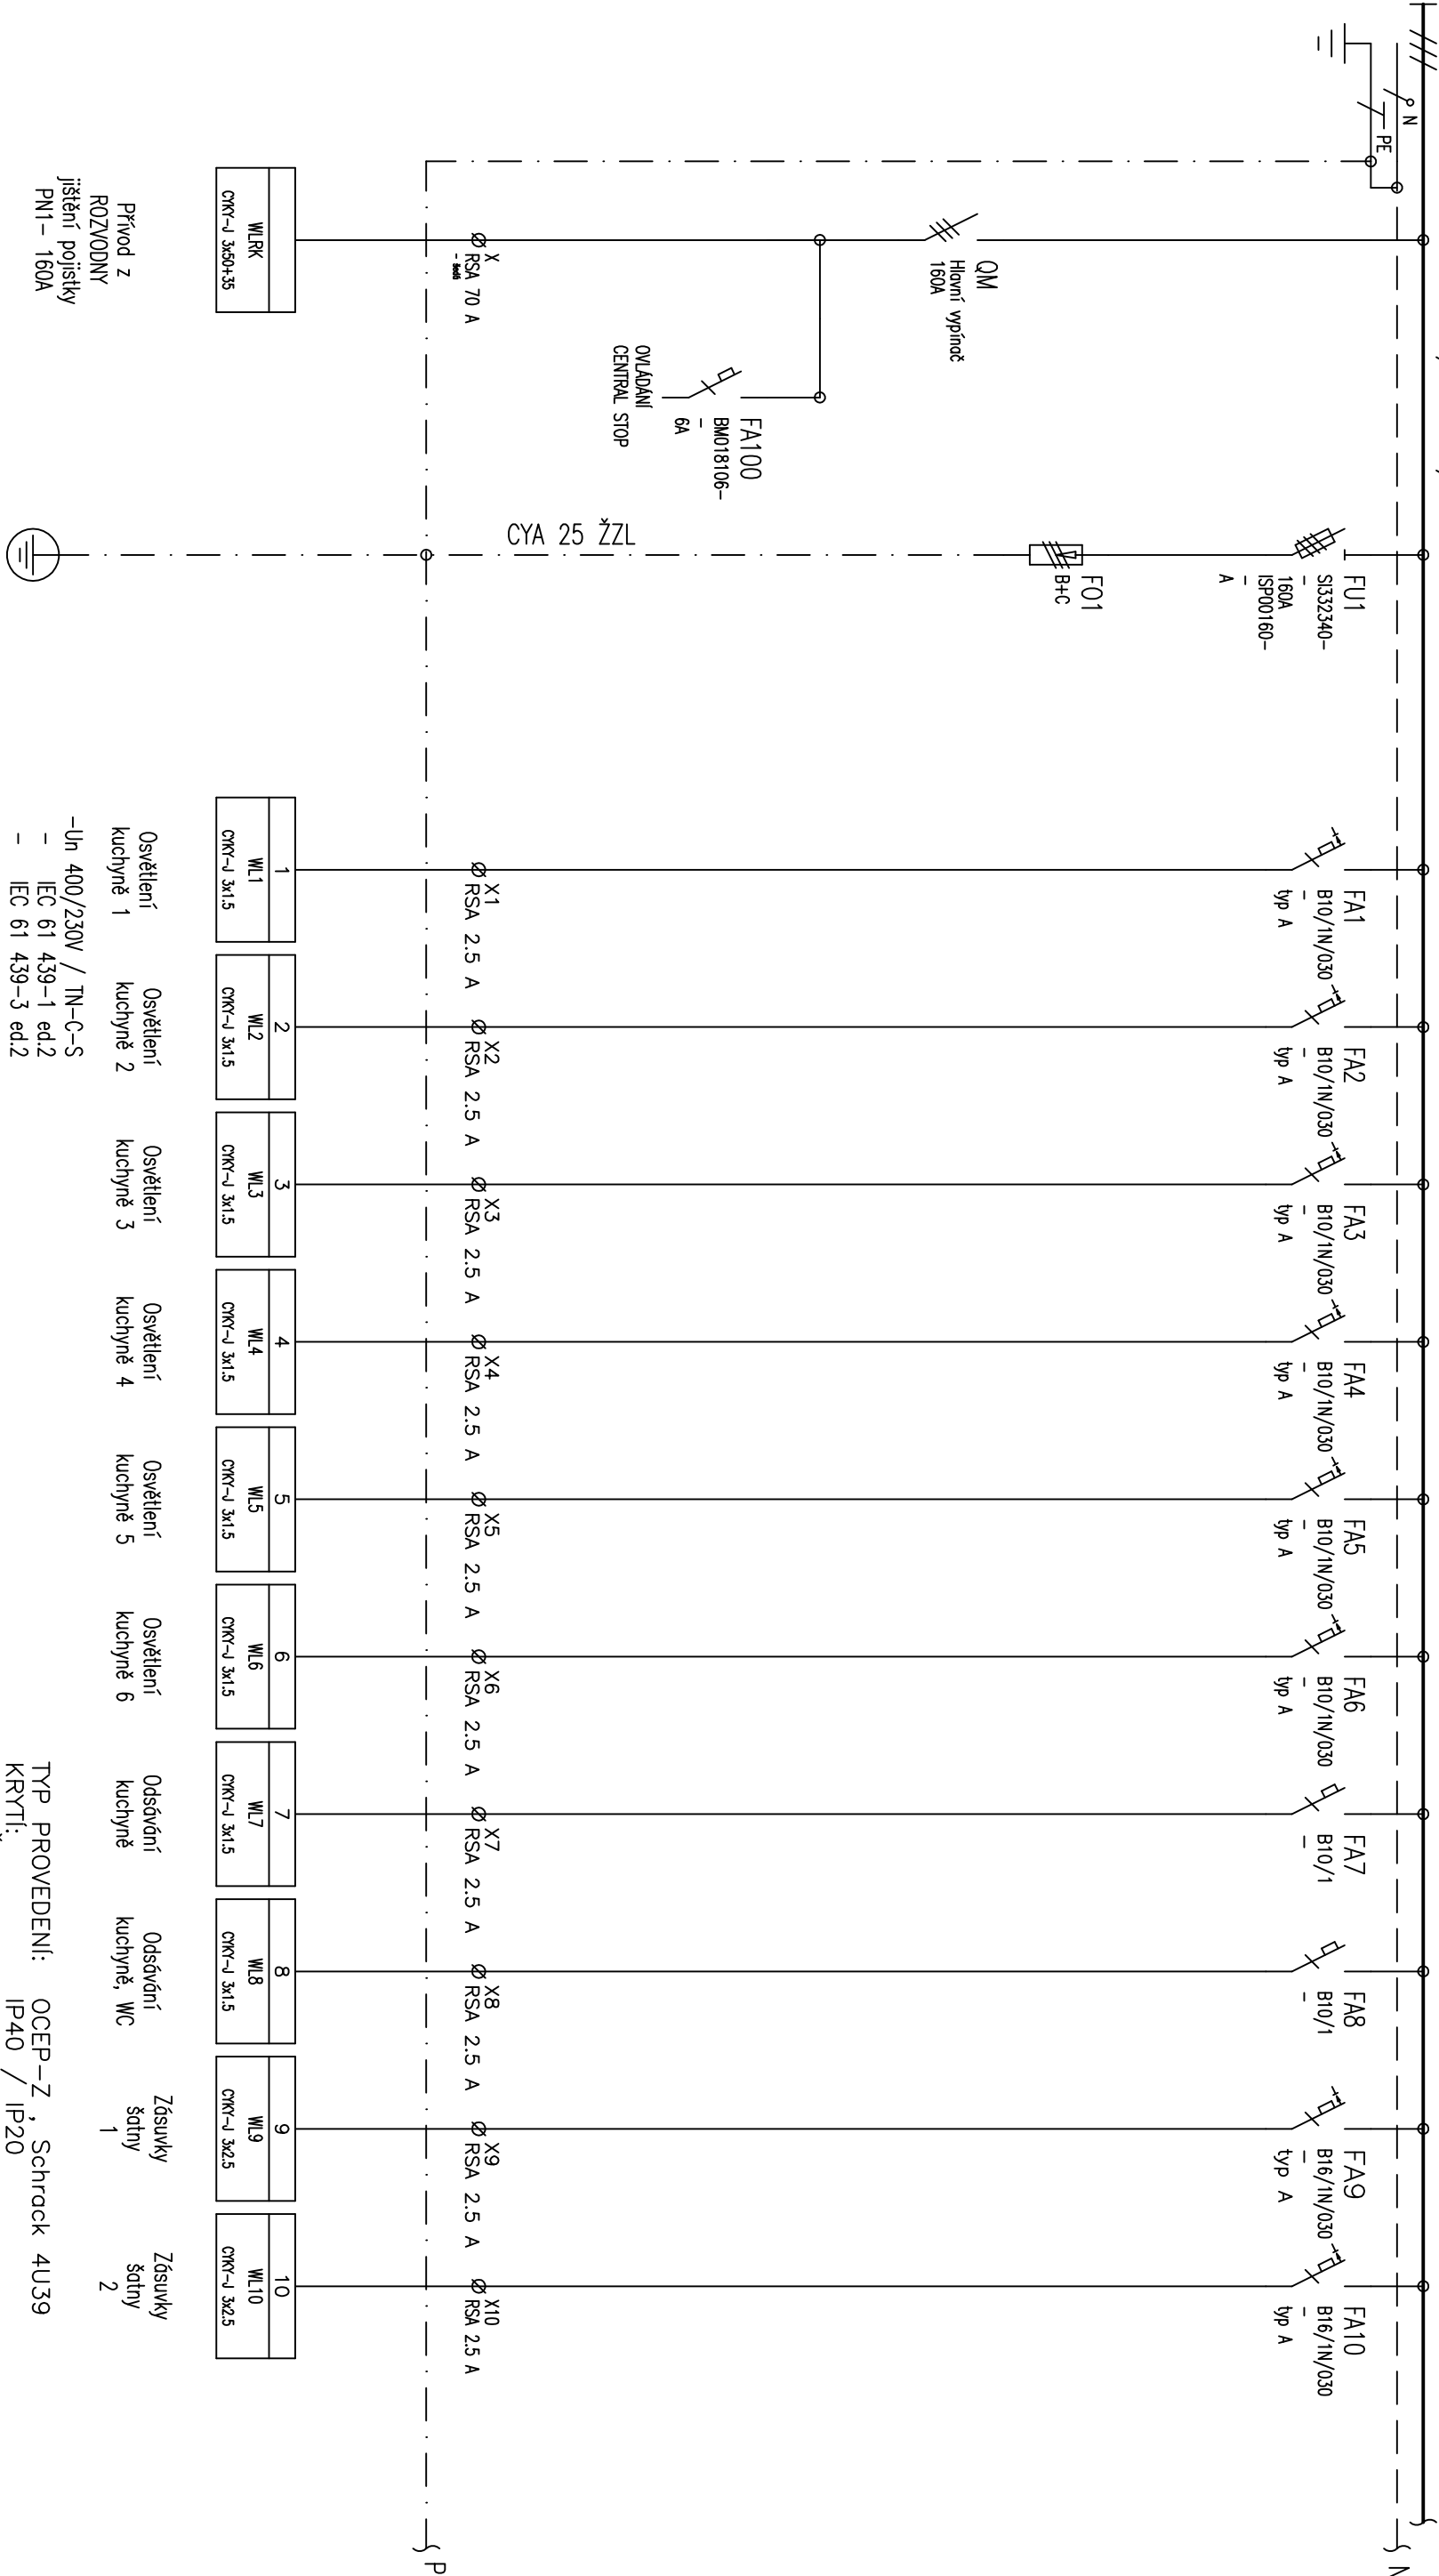 N
PE
QM
Hlavní vypínač
160A
FA100
BM018106-
-
6A
OVLÁDÁNÍ
CENTRAL STOP
X
RSA 70 A
WLRK
CYKY-J 3x50+35
Přívod z
ROZVODNY
jištění pojistky
PN1- 160A
FU1
SI332340-
-
160A
ISP00160-
-
A
FO1
B+C
CYA 25 ŽZL
FA1
B10/1N/030
-
typ A
X1
RSA 2.5 A
1
WL1
CYKY-J 3x1.5
Osvětlení
kuchyně 1
FA2
B10/1N/030
-
typ A
X2
RSA 2.5 A
2
WL2
CYKY-J 3x1.5
Osvětlení
kuchyně 2
FA3
B10/1N/030
-
typ A
X3
RSA 2.5 A
3
WL3
CYKY-J 3x1.5
Osvětlení
kuchyně 3
FA4
B10/1N/030
-
typ A
X4
RSA 2.5 A
4
WL4
CYKY-J 3x1.5
Osvětlení
kuchyně 4
FA5
B10/1N/030
-
typ A
X5
RSA 2.5 A
5
WL5
CYKY-J 3x1.5
Osvětlení
kuchyně 5
FA6
B10/1N/030
-
typ A
X6
RSA 2.5 A
6
WL6
CYKY-J 3x1.5
Osvětlení
kuchyně 6
FA7
B10/1
-
X7
RSA 2.5 A
7
WL7
CYKY-J 3x1.5
Odsávání
kuchyně
FA8
B10/1
-
X8
RSA 2.5 A
8
WL8
CYKY-J 3x1.5
Odsávání
kuchyně, WC
FA9
B16/1N/030
-
typ A
X9
RSA 2.5 A
9
WL9
CYKY-J 3x2.5
Zásuvky
šatny
1
FA10
B16/1N/030
-
typ A
X10
RSA 2.5 A
10
WL10
CYKY-J 3x2.5
Zásuvky
šatny
2
-Un 400/230V / TN-C-S
- IEC 61 439-1 ed.2
- IEC 61 439-3 ed.2
TYP PROVEDENÍ: OCEP-Z , Schrack 4U39
KRYTÍ: IP40 / IP20